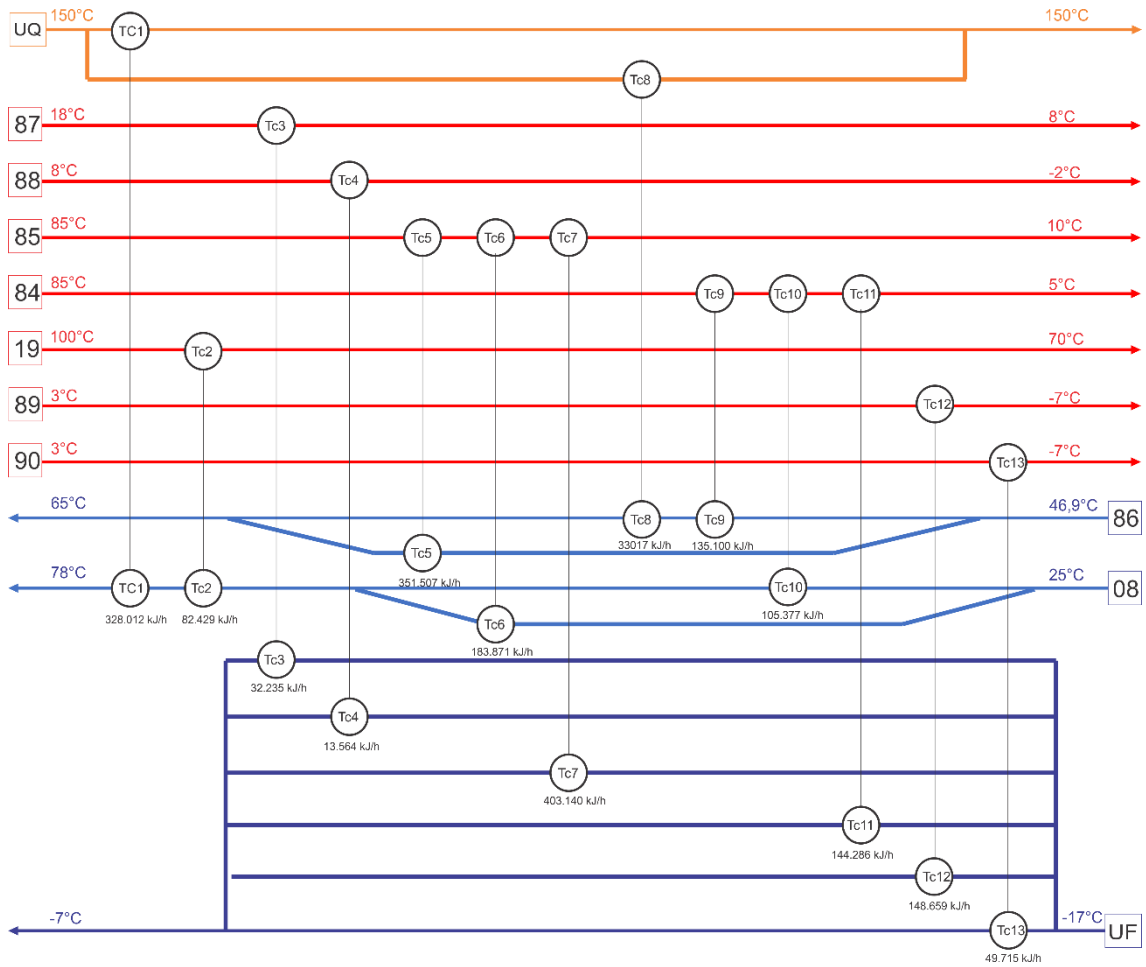 UQ 150°C TC1 150°C
Tc8
87 18°C Tc3 8°C
88 8°C Tc4 -2°C
85 85°C Tc5 Tc6 Tc7 10°C
84 85°C Tc9 Tc10 Tc11 5°C
19 100°C Tc2 70°C
89 3°C Tc12 -7°C
90 3°C Tc13 -7°C
65°C Tc8 Tc9 46,9°C 86
33017 kJ/h 135.100 kJ/h
Tc5
351.507 kJ/h
78°C TC1 Tc2 Tc10 25°C 08
328.012 kJ/h 82.429 kJ/h 105.377 kJ/h
Tc6
183.871 kJ/h
Tc3
32.235 kJ/h
Tc4
13.564 kJ/h
Tc7
403.140 kJ/h
Tc11
144.286 kJ/h
Tc12
148.659 kJ/h
-7°C Tc13 -17°C UF
49.715 kJ/h